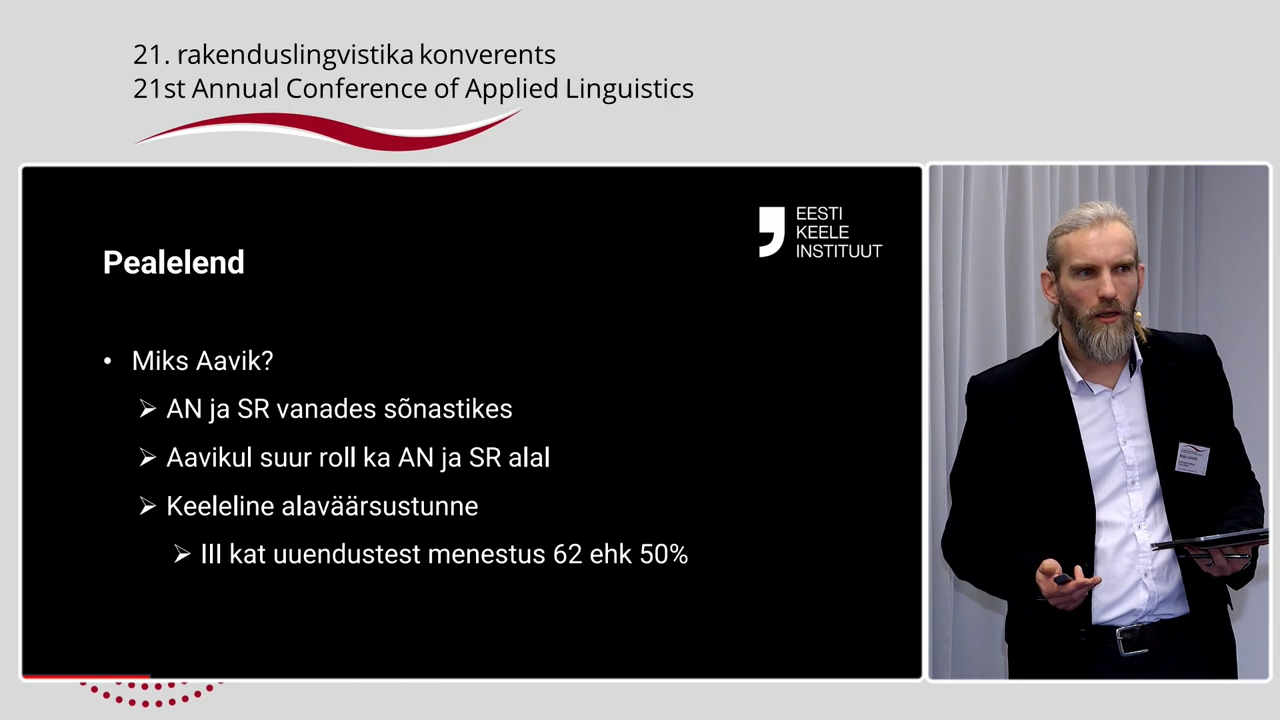 21. rakenduslingvistika konverents
21st Annual Conference of Applied Linguistics
EESTI
KEELE
INSTITUUT
Pealelend
• Miks Aavik?
➢ AN ja SR vanades sõnastikes
➢ Aavikul suur roll ka AN ja SR alal
➢ Keeleline alaväärsustunne
➢ III kat uuendustest menestus 62 ehk 50%